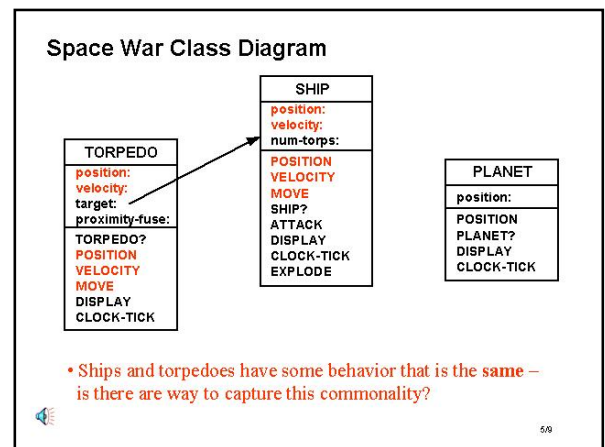 Space War Class Diagram
SHIP
position:
velocity:
num-torps:
POSITION
VELOCITY
MOVE
SHIP?
ATTACK
DISPLAY
CLOCK-TICK
EXPLODE
TORPEDO
position:
velocity:
target:
proximity-fuse:
TORPEDO?
POSITION
VELOCITY
MOVE
DISPLAY
CLOCK-TICK
PLANET
position:
POSITION
PLANET?
DISPLAY
CLOCK-TICK
• Ships and torpedoes have some behavior that is the same –
is there are way to capture this commonality?
5/9